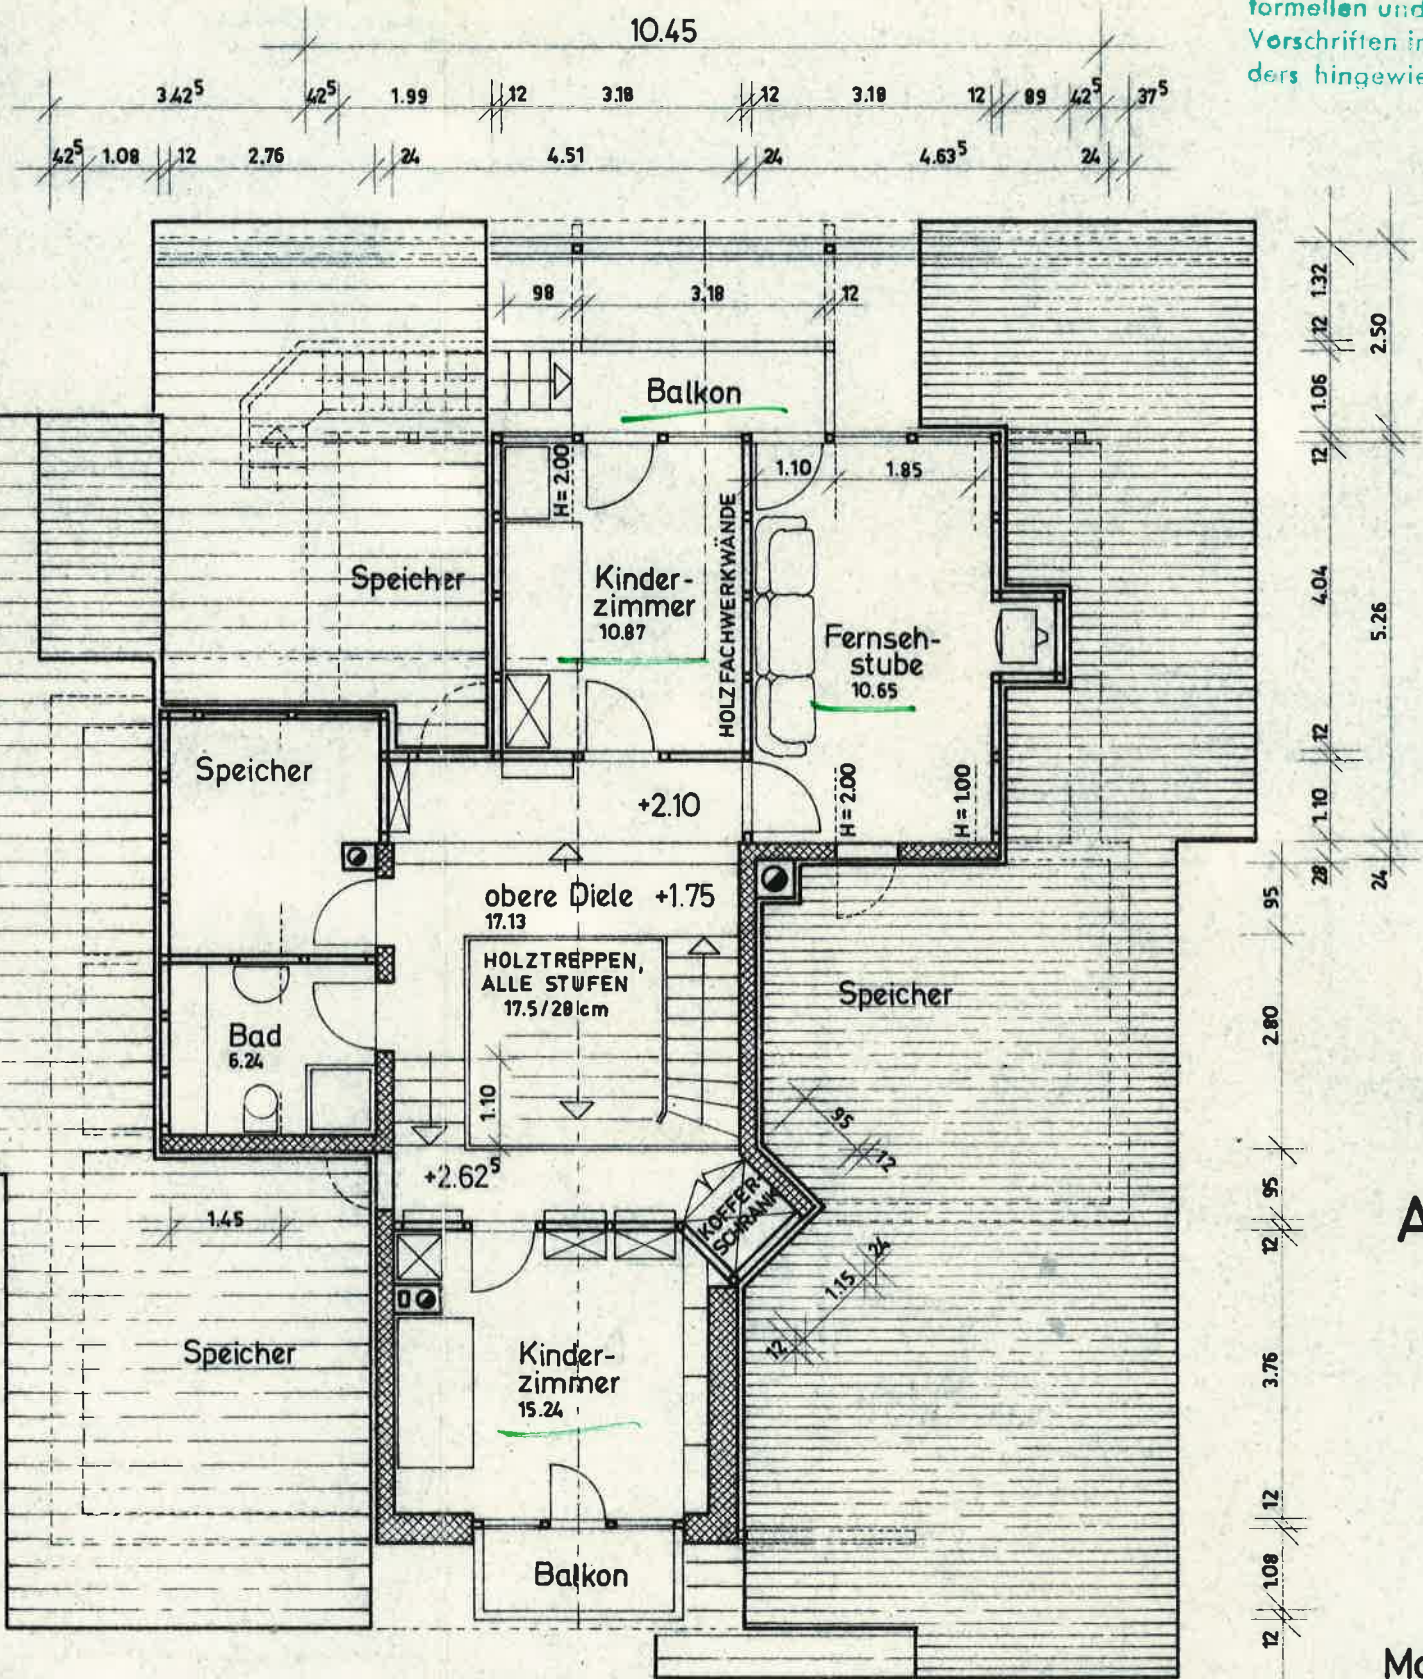 formellen und
Vorschriften in
ders hingewie
10.45
3.42⁵ 42⁵ 1.99 12 3.18 12 3.18 12 89 42⁵ 37⁵
42⁵ 1.08 12 2.76 24 4.51 24 4.63⁵ 24
98 3.18 12
Balkon
1.10 1.85
H=2.00
HOLZFACHWERKWÄNDE
Speicher
Kinder-
zimmer
10.87
Fernseh-
stube
10.65
Speicher
+2.10
H=2.00
H=1.00
obere Diele +1.75
17.13
HOLZTREPPEN,
ALLE STUFEN
17.5/28 cm
Speicher
Bad
6.24
1.10
95
12
+2.62⁵
KOFFER-
SCHRANK
1.45
24
1.15
12
Speicher
Kinder-
zimmer
15.24
Balkon
1.32
12
1.06
12
4.04
12
1.10
28
2.50
5.26
24
95
2.80
95
12
3.76
12
1.08
12
A
Ma